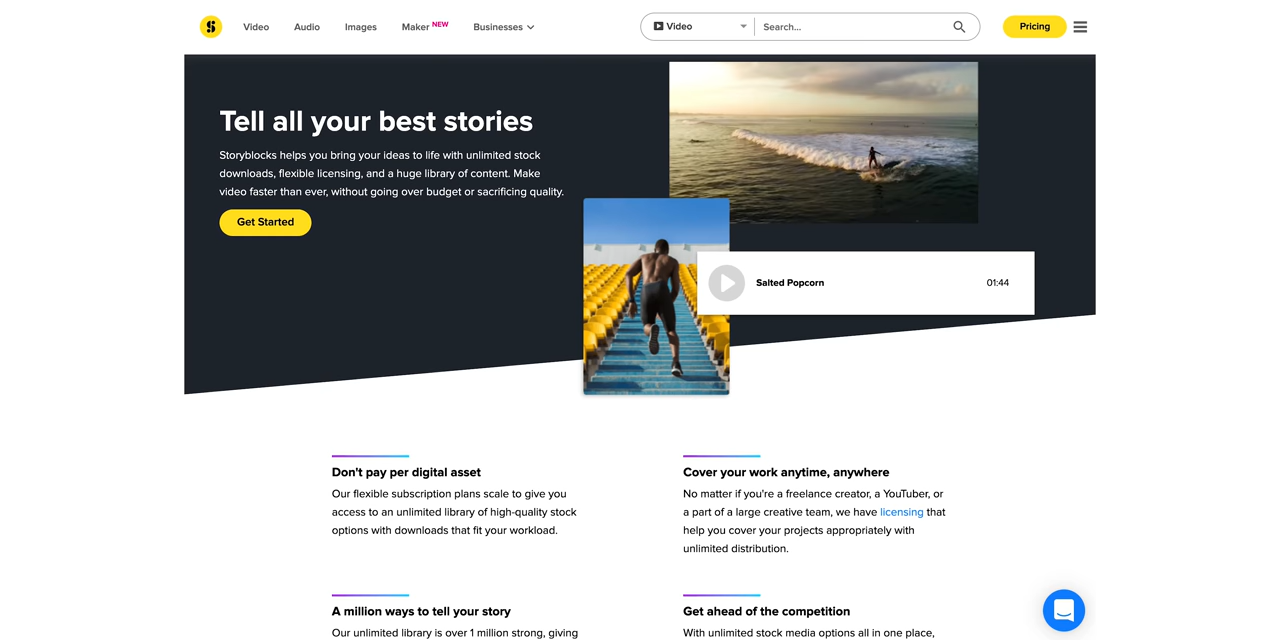 Video
Audio
Images
Maker NEW
Businesses
Video
Search...
Pricing
Tell all your best stories
Storyblocks helps you bring your ideas to life with unlimited stock
downloads, flexible licensing, and a huge library of content. Make
video faster than ever, without going over budget or sacrificing quality.
Get Started
Salted Popcorn
01:44
Don't pay per digital asset
Our flexible subscription plans scale to give you
access to an unlimited library of high-quality stock
options with downloads that fit your workload.
Cover your work anytime, anywhere
No matter if you're a freelance creator, a YouTuber, or
a part of a large creative team, we have licensing that
help you cover your projects appropriately with
unlimited distribution.
A million ways to tell your story
Our unlimited library is over 1 million strong, giving
Get ahead of the competition
With unlimited stock media options all in one place,